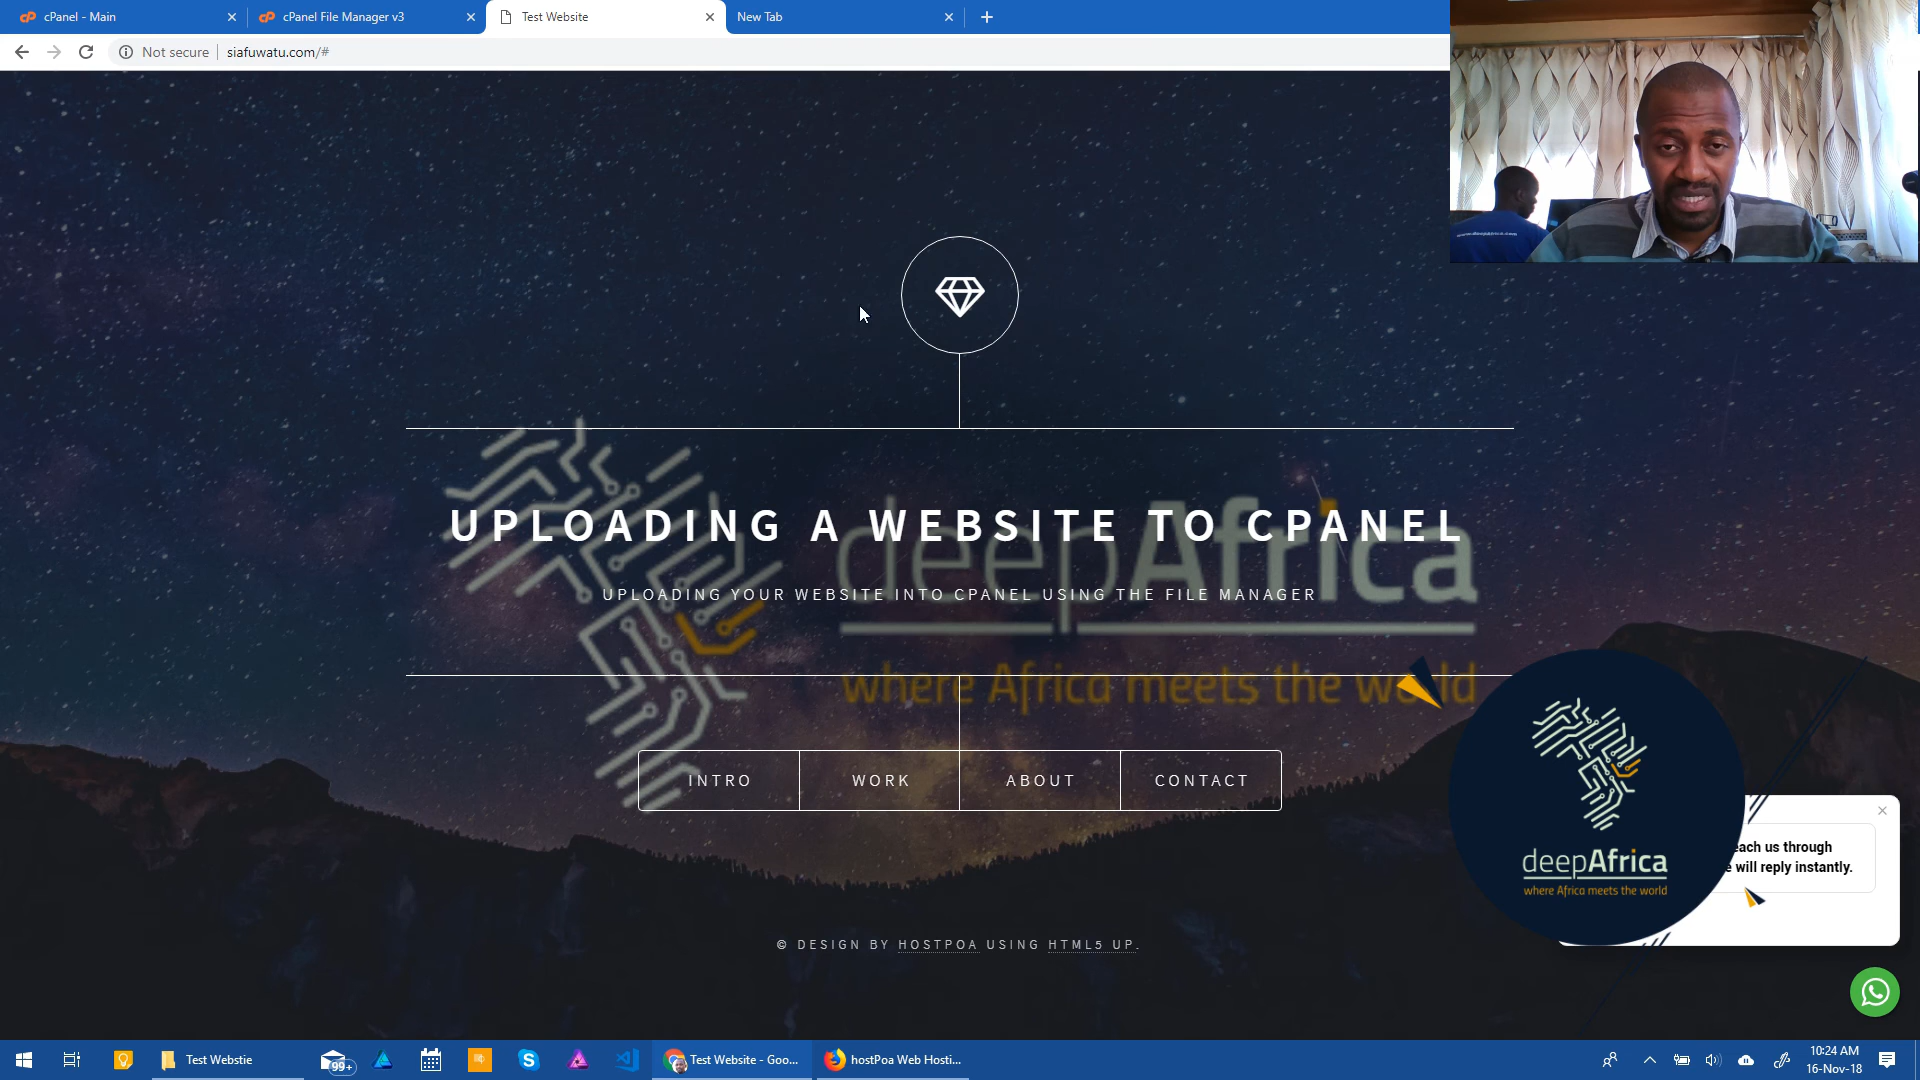 cPanel - Main
cPanel File Manager v3
Test Website
New Tab
Not secure
siafuwatu.com/#
UPLOADING A WEBSITE TO CPANEL
UPLOADING YOUR WEBSITE INTO CPANEL USING THE FILE MANAGER
deepAfrica
where Africa meets the world
INTRO
WORK
ABOUT
CONTACT
deepAfrica
where Africa meets the world
each us through
e will reply instantly.
© DESIGN BY HOSTPOA USING HTML5 UP.
Test Webstie
99+
Test Website - Goo...
hostPoa Web Hosti...
10:24 AM
16-Nov-18